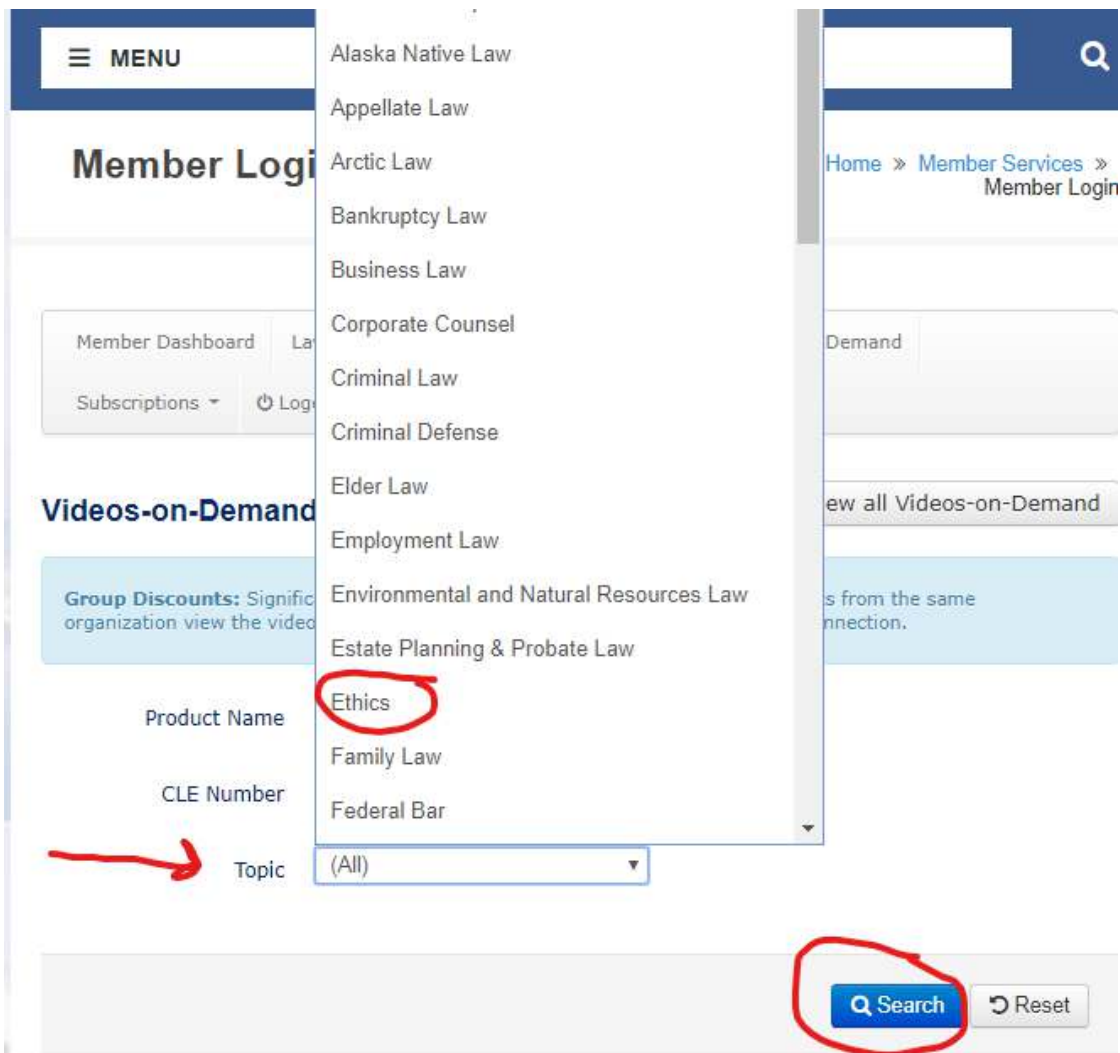 ≡ MENU
Member Logi
Home » Member Services »
Member Login
Member Dashboard
Demand
Subscriptions
Videos-on-Demand
ew all Videos-on-Demand
Group Discounts:
s from the same
organization view the
Product Name
CLE Number
Topic
(All)
Alaska Native Law
Appellate Law
Arctic Law
Bankruptcy Law
Business Law
Corporate Counsel
Criminal Law
Criminal Defense
Elder Law
Employment Law
Environmental and Natural Resources Law
Estate Planning & Probate Law
Ethics
Family Law
Federal Bar
Search
Reset